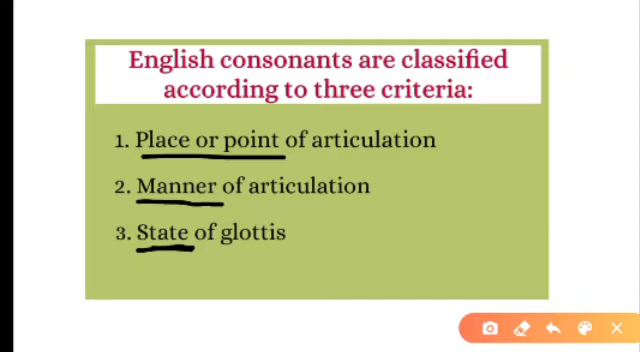 English consonants are classified
according to three criteria:
1. Place or point of articulation
2. Manner of articulation
3. State of glottis